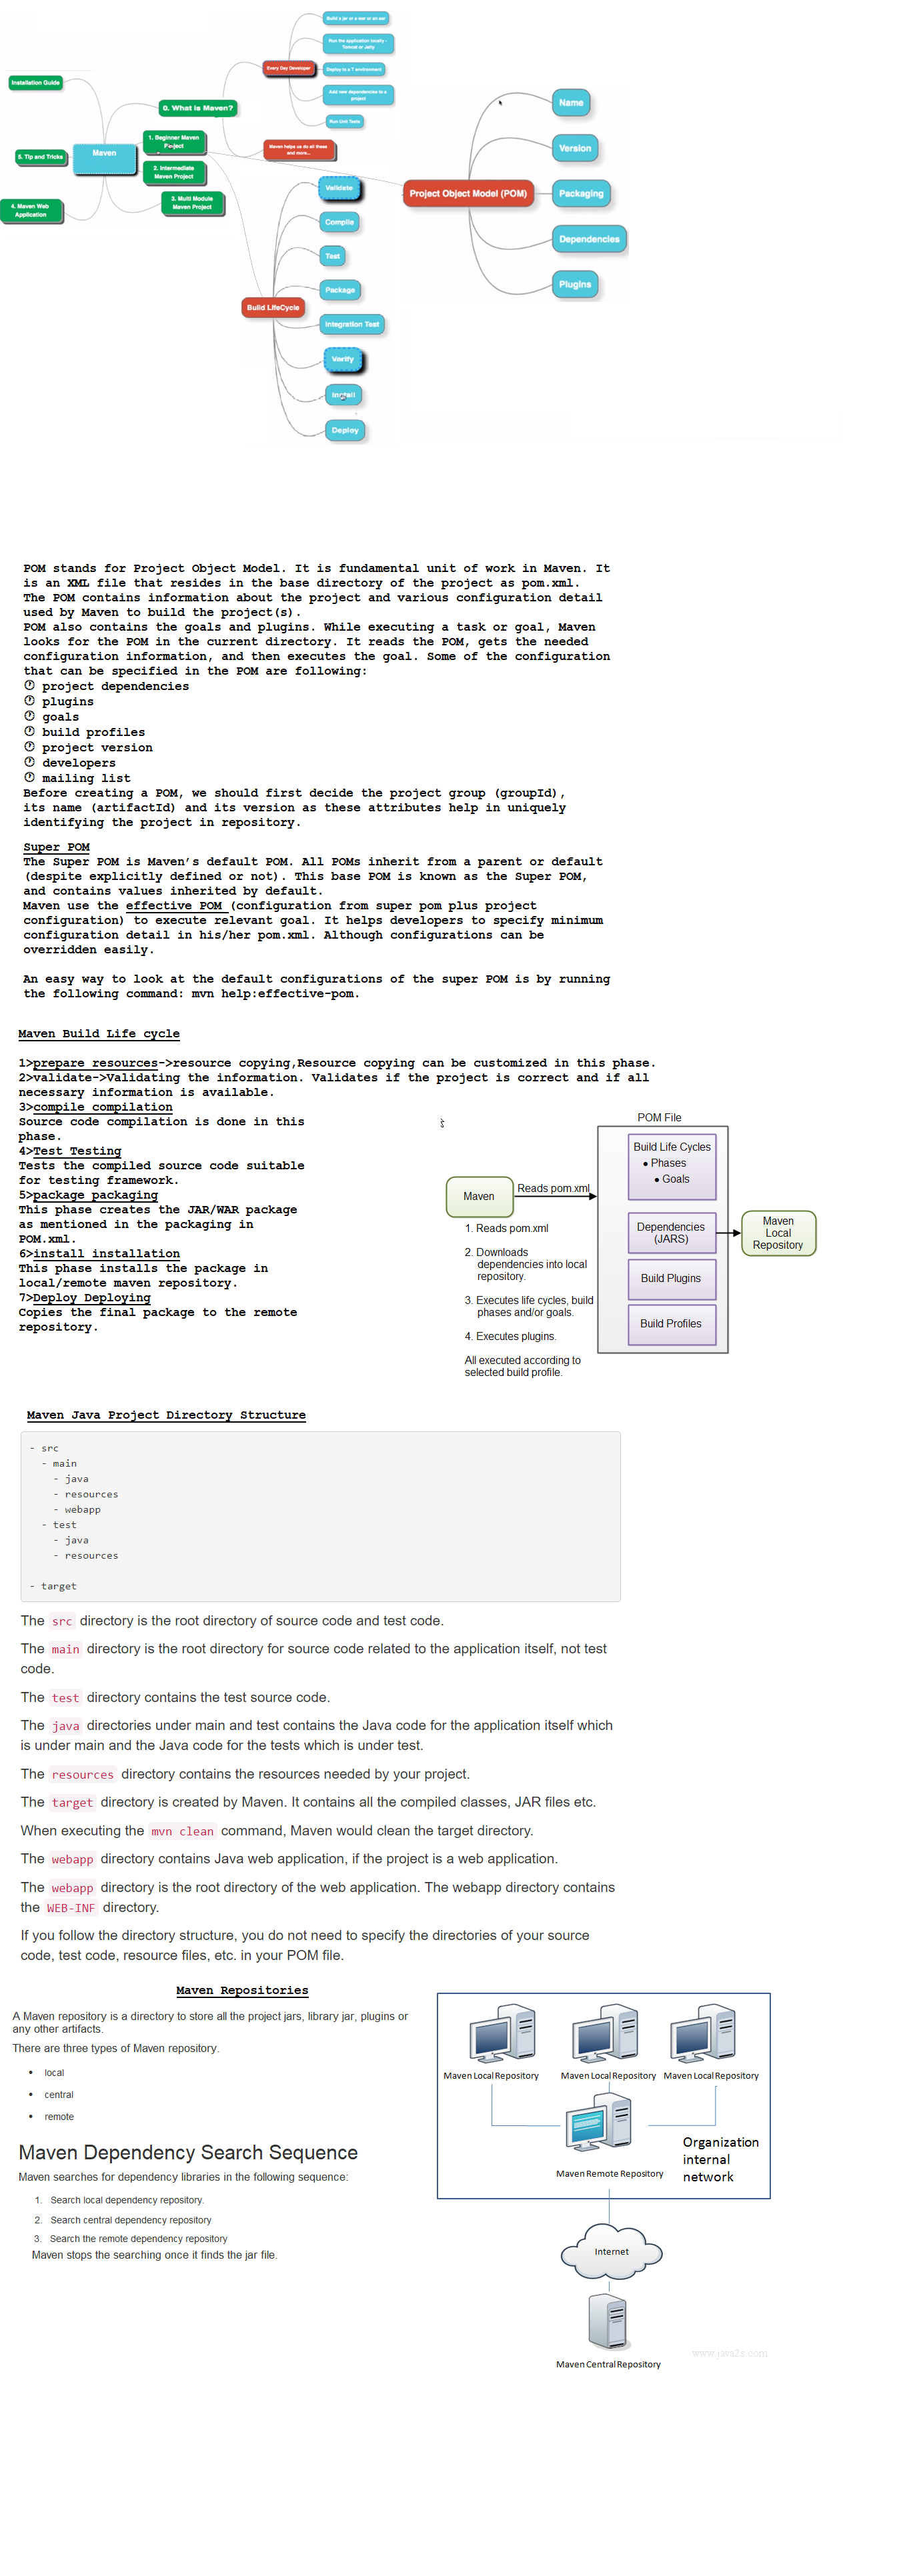 Build a jar or a war or an ear
Run the application locally -
Tomcat or Jetty
Every Day Developer
Deploy to a T environment
Add new dependencies to a
project
Run Unit Tests
Installation Guide
0. What is Maven?
1. Beginner Maven
Project
Maven helps us do all these
and more...
5. Tip and Tricks
Maven
2. Intermediate
Maven Project
3. Multi Module
Maven Project
4. Maven Web
Application
Name
Version
Project Object Model (POM)
Packaging
Dependencies
Plugins
Validate
Compile
Test
Package
Build LifeCycle
Integration Test
Verify
Install
Deploy
POM stands for Project Object Model. It is fundamental unit of work in Maven. It
is an XML file that resides in the base directory of the project as pom.xml.
The POM contains information about the project and various configuration detail
used by Maven to build the project(s).
POM also contains the goals and plugins. While executing a task or goal, Maven
looks for the POM in the current directory. It reads the POM, gets the needed
configuration information, and then executes the goal. Some of the configuration
that can be specified in the POM are following:
project dependencies
plugins
goals
build profiles
project version
developers
mailing list
Before creating a POM, we should first decide the project group (groupId),
its name (artifactId) and its version as these attributes help in uniquely
identifying the project in repository.
Super POM
The Super POM is Maven’s default POM. All POMs inherit from a parent or default
(despite explicitly defined or not). This base POM is known as the Super POM,
and contains values inherited by default.
Maven use the effective POM (configuration from super pom plus project
configuration) to execute relevant goal. It helps developers to specify minimum
configuration detail in his/her pom.xml. Although configurations can be
overridden easily.
An easy way to look at the default configurations of the super POM is by running
the following command: mvn help:effective-pom.
Maven Build Life cycle
1>prepare resources->resource copying,Resource copying can be customized in this phase.
2>validate->Validating the information. Validates if the project is correct and if all
necessary information is available.
3>compile compilation
Source code compilation is done in this
phase.
4>Test Testing
Tests the compiled source code suitable
for testing framework.
5>package packaging
This phase creates the JAR/WAR package
as mentioned in the packaging in
POM.xml.
6>install installation
This phase installs the package in
local/remote maven repository.
7>Deploy Deploying
Copies the final package to the remote
repository.
POM File
Build Life Cycles
• Phases
• Goals
Maven
Reads pom.xml
Dependencies
(JARS)
Maven
Local
Repository
Build Plugins
Build Profiles
1. Reads pom.xml
2. Downloads
dependencies into local
repository.
3. Executes life cycles, build
phases and/or goals.
4. Executes plugins.
All executed according to
selected build profile.
Maven Java Project Directory Structure
- src
- main
- java
- resources
- webapp
- test
- java
- resources
- target
The src directory is the root directory of source code and test code.
The main directory is the root directory for source code related to the application itself, not test
code.
The test directory contains the test source code.
The java directories under main and test contains the Java code for the application itself which
is under main and the Java code for the tests which is under test.
The resources directory contains the resources needed by your project.
The target directory is created by Maven. It contains all the compiled classes, JAR files etc.
When executing the mvn clean command, Maven would clean the target directory.
The webapp directory contains Java web application, if the project is a web application.
The webapp directory is the root directory of the web application. The webapp directory contains
the WEB-INF directory.
If you follow the directory structure, you do not need to specify the directories of your source
code, test code, resource files, etc. in your POM file.
Maven Repositories
A Maven repository is a directory to store all the project jars, library jar, plugins or
any other artifacts.
There are three types of Maven repository.
• local
• central
• remote
Maven Dependency Search Sequence
Maven searches for dependency libraries in the following sequence:
1. Search local dependency repository.
2. Search central dependency repository
3. Search the remote dependency repository
Maven stops the searching once it finds the jar file.
Maven Local Repository
Maven Local Repository
Maven Local Repository
Maven Remote Repository
Organization
internal
network
Internet
Maven Central Repository
www.java2s.com